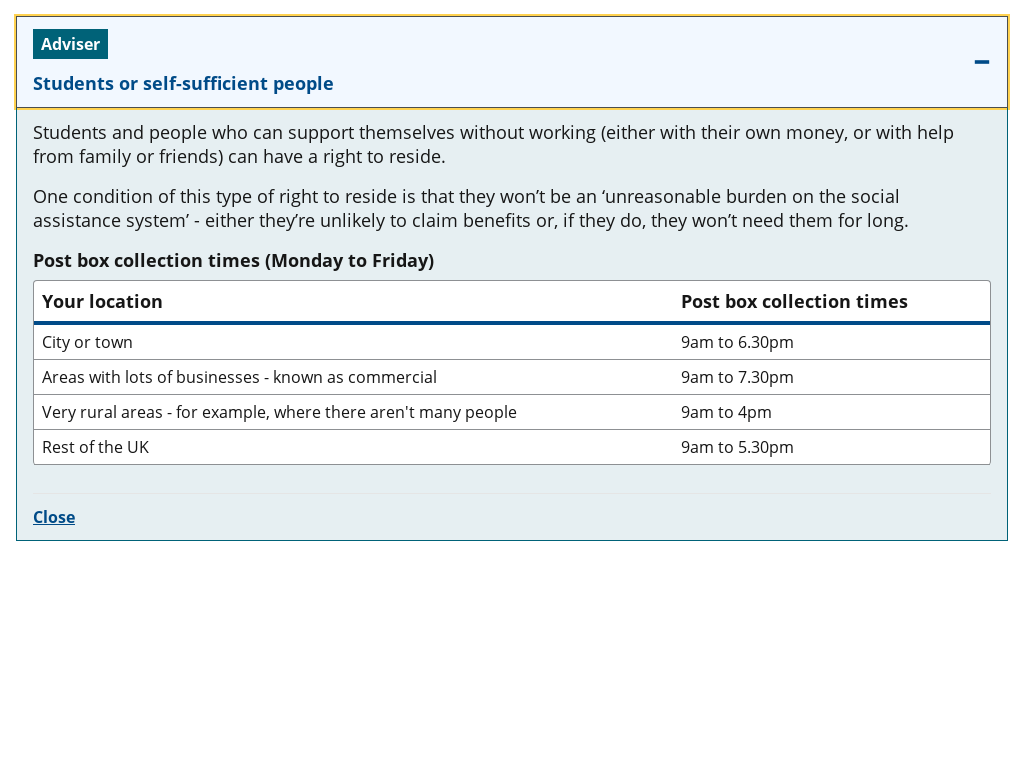 Adviser
Students or self-sufficient people
Students and people who can support themselves without working (either with their own money, or with help
from family or friends) can have a right to reside.
One condition of this type of right to reside is that they won’t be an ‘unreasonable burden on the social
assistance system’ - either they’re unlikely to claim benefits or, if they do, they won’t need them for long.
Post box collection times (Monday to Friday)
Your location Post box collection times
City or town 9am to 6.30pm
Areas with lots of businesses - known as commercial 9am to 7.30pm
Very rural areas - for example, where there aren't many people 9am to 4pm
Rest of the UK 9am to 5.30pm
Close